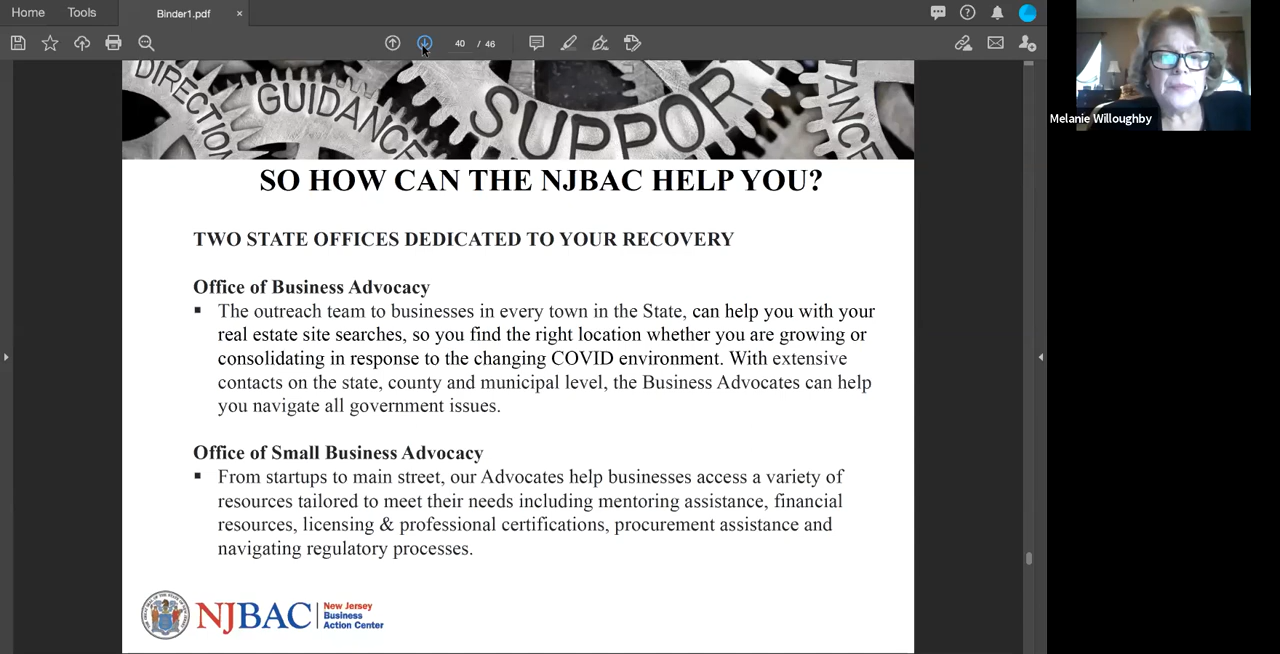 Home Tools Binder1.pdf ×
40 / 46
DIRECTION
GUIDANCE
SUPPOR
TANCE
Melanie Willoughby
SO HOW CAN THE NJBAC HELP YOU?
TWO STATE OFFICES DEDICATED TO YOUR RECOVERY
Office of Business Advocacy
▪ The outreach team to businesses in every town in the State, can help you with your
real estate site searches, so you find the right location whether you are growing or
consolidating in response to the changing COVID environment. With extensive
contacts on the state, county and municipal level, the Business Advocates can help
you navigate all government issues.
Office of Small Business Advocacy
▪ From startups to main street, our Advocates help businesses access a variety of
resources tailored to meet their needs including mentoring assistance, financial
resources, licensing & professional certifications, procurement assistance and
navigating regulatory processes.
NJBAC
New Jersey
Business
Action Center